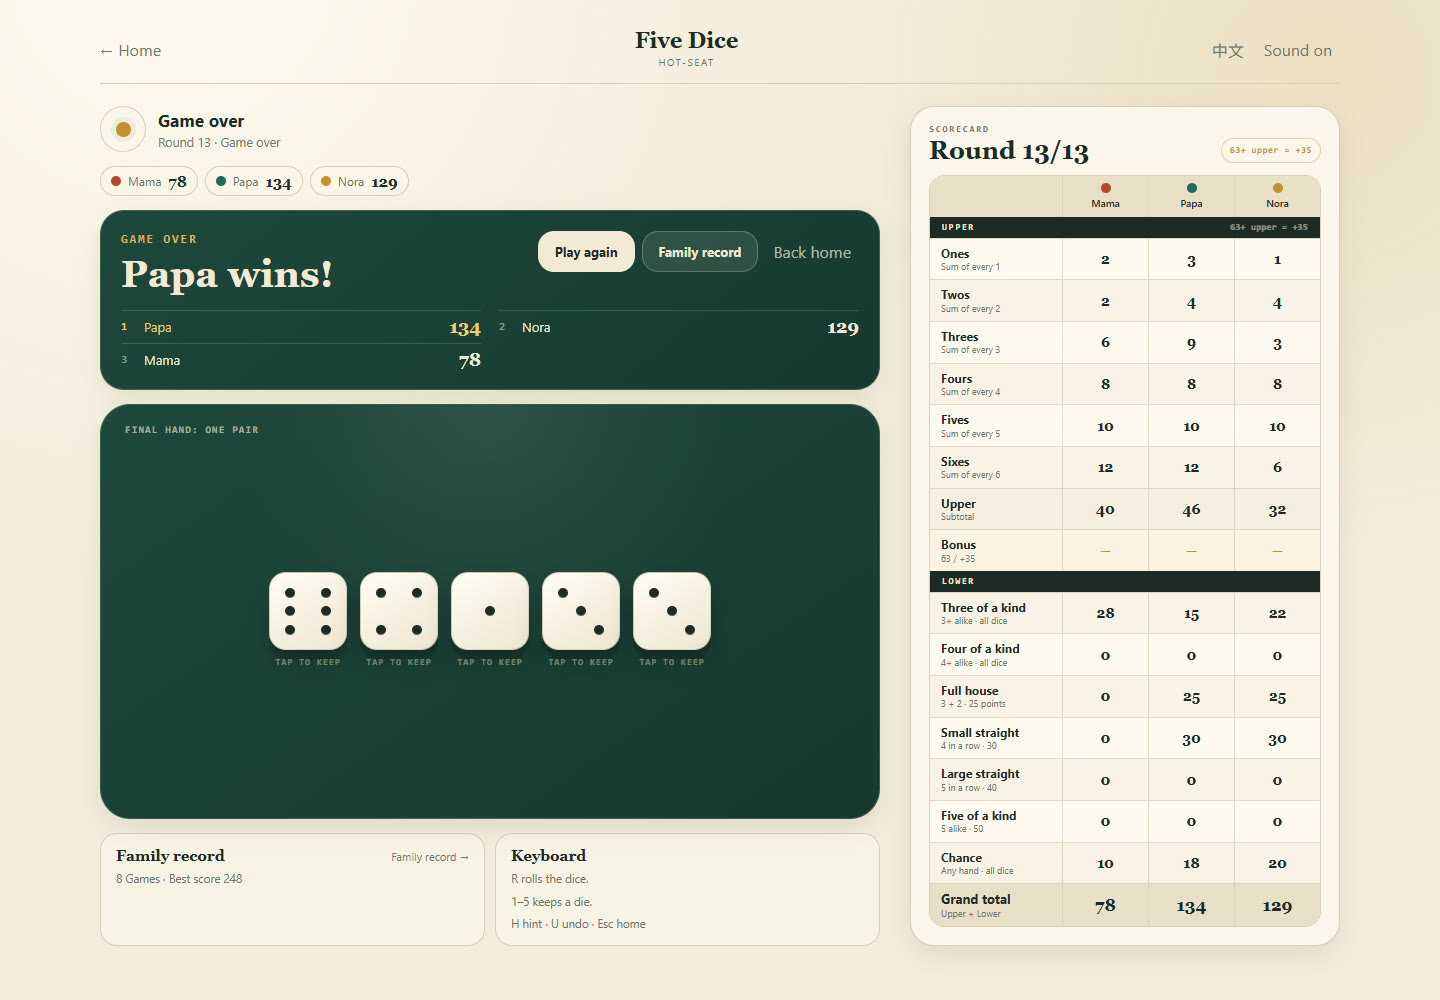 ← Home
Five Dice
HOT-SEAT
中文
Sound on
Game over
Round 13 · Game over
Mama 78
Papa 134
Nora 129
GAME OVER
Papa wins!
Play again
Family record
Back home
1 Papa 134
2 Nora 129
3 Mama 78
FINAL HAND: ONE PAIR
TAP TO KEEP TAP TO KEEP TAP TO KEEP TAP TO KEEP TAP TO KEEP
Family record
Family record →
8 Games · Best score 248
Keyboard
R rolls the dice.
1–5 keeps a die.
H hint · U undo · Esc home
SCORECARD
Round 13/13
63+ upper = +35
Mama Papa Nora
UPPER 63+ upper = +35
Ones 2 3 1
Sum of every 1
Twos 2 4 4
Sum of every 2
Threes 6 9 3
Sum of every 3
Fours 8 8 8
Sum of every 4
Fives 10 10 10
Sum of every 5
Sixes 12 12 6
Sum of every 6
Upper 40 46 32
Subtotal
Bonus — — —
63 / +35
LOWER
Three of a kind 28 15 22
3+ alike · all dice
Four of a kind 0 0 0
4+ alike · all dice
Full house 0 25 25
3 + 2 · 25 points
Small straight 0 30 30
4 in a row · 30
Large straight 0 0 0
5 in a row · 40
Five of a kind 0 0 0
5 alike · 50
Chance 10 18 20
Any hand · all dice
Grand total 78 134 129
Upper + Lower